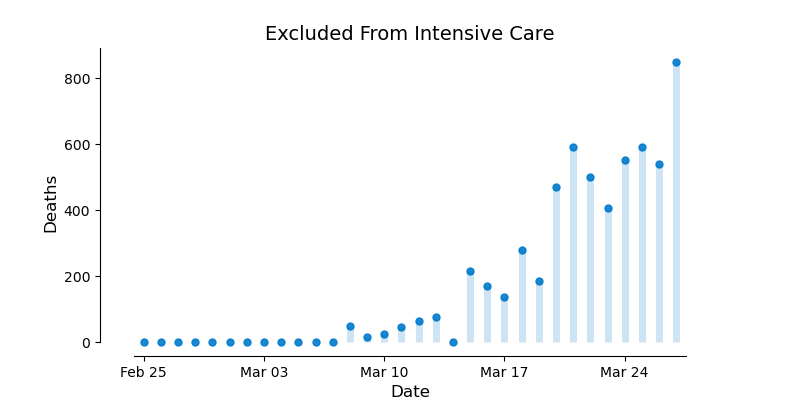 Excluded From Intensive Care
800
600
400
200
0
Deaths
Feb 25
Mar 03
Mar 10
Mar 17
Mar 24
Date